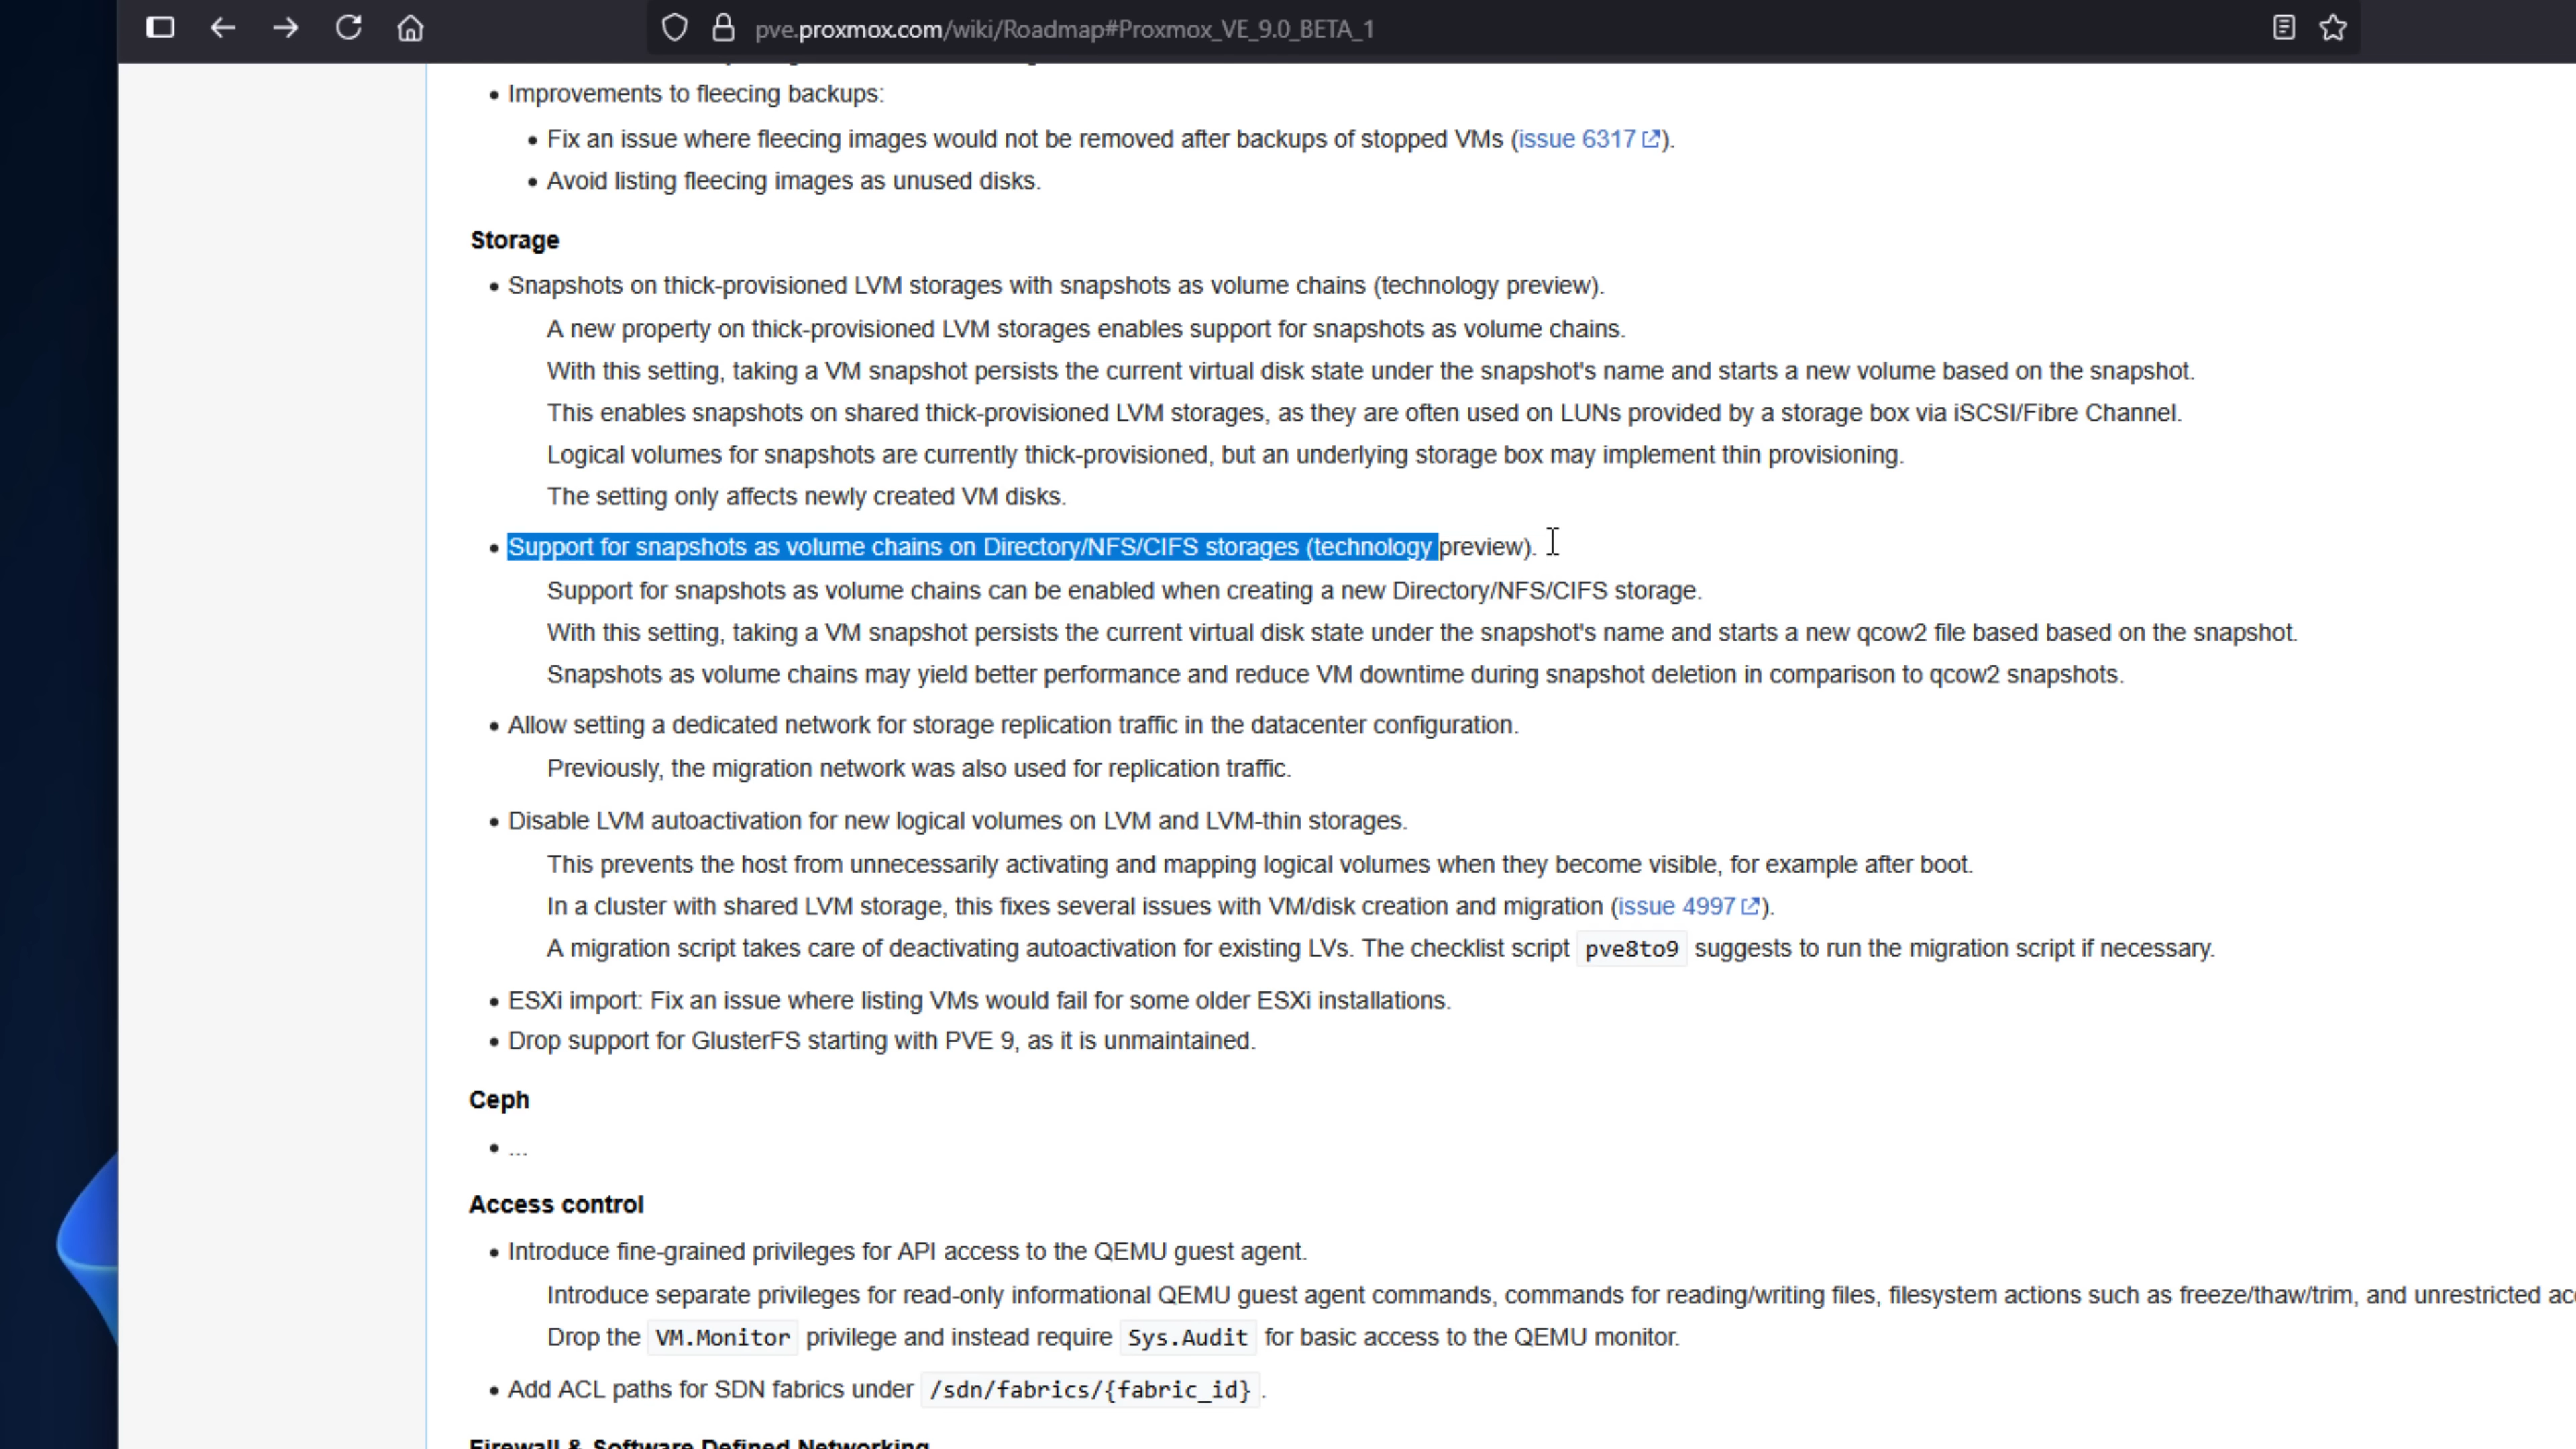 pve.proxmox.com/wiki/Roadmap#Proxmox_VE_9.0_BETA_1
• Improvements to fleecing backups:
• Fix an issue where fleecing images would not be removed after backups of stopped VMs (issue 6317).
• Avoid listing fleecing images as unused disks.
Storage
• Snapshots on thick-provisioned LVM storages with snapshots as volume chains (technology preview).
A new property on thick-provisioned LVM storages enables support for snapshots as volume chains.
With this setting, taking a VM snapshot persists the current virtual disk state under the snapshot's name and starts a new volume based on the snapshot.
This enables snapshots on shared thick-provisioned LVM storages, as they are often used on LUNs provided by a storage box via iSCSI/Fibre Channel.
Logical volumes for snapshots are currently thick-provisioned, but an underlying storage box may implement thin provisioning.
The setting only affects newly created VM disks.
• Support for snapshots as volume chains on Directory/NFS/CIFS storages (technology preview).
Support for snapshots as volume chains can be enabled when creating a new Directory/NFS/CIFS storage.
With this setting, taking a VM snapshot persists the current virtual disk state under the snapshot's name and starts a new qcow2 file based based on the snapshot.
Snapshots as volume chains may yield better performance and reduce VM downtime during snapshot deletion in comparison to qcow2 snapshots.
• Allow setting a dedicated network for storage replication traffic in the datacenter configuration.
Previously, the migration network was also used for replication traffic.
• Disable LVM autoactivation for new logical volumes on LVM and LVM-thin storages.
This prevents the host from unnecessarily activating and mapping logical volumes when they become visible, for example after boot.
In a cluster with shared LVM storage, this fixes several issues with VM/disk creation and migration (issue 4997).
A migration script takes care of deactivating autoactivation for existing LVs. The checklist script pve8to9 suggests to run the migration script if necessary.
• ESXi import: Fix an issue where listing VMs would fail for some older ESXi installations.
• Drop support for GlusterFS starting with PVE 9, as it is unmaintained.
Ceph
• ...
Access control
• Introduce fine-grained privileges for API access to the QEMU guest agent.
Introduce separate privileges for read-only informational QEMU guest agent commands, commands for reading/writing files, filesystem actions such as freeze/thaw/trim, and unrestricted
Drop the VM.Monitor privilege and instead require Sys.Audit for basic access to the QEMU monitor.
• Add ACL paths for SDN fabrics under /sdn/fabrics/{fabric_id} .
Firewall & Software Defined Networking